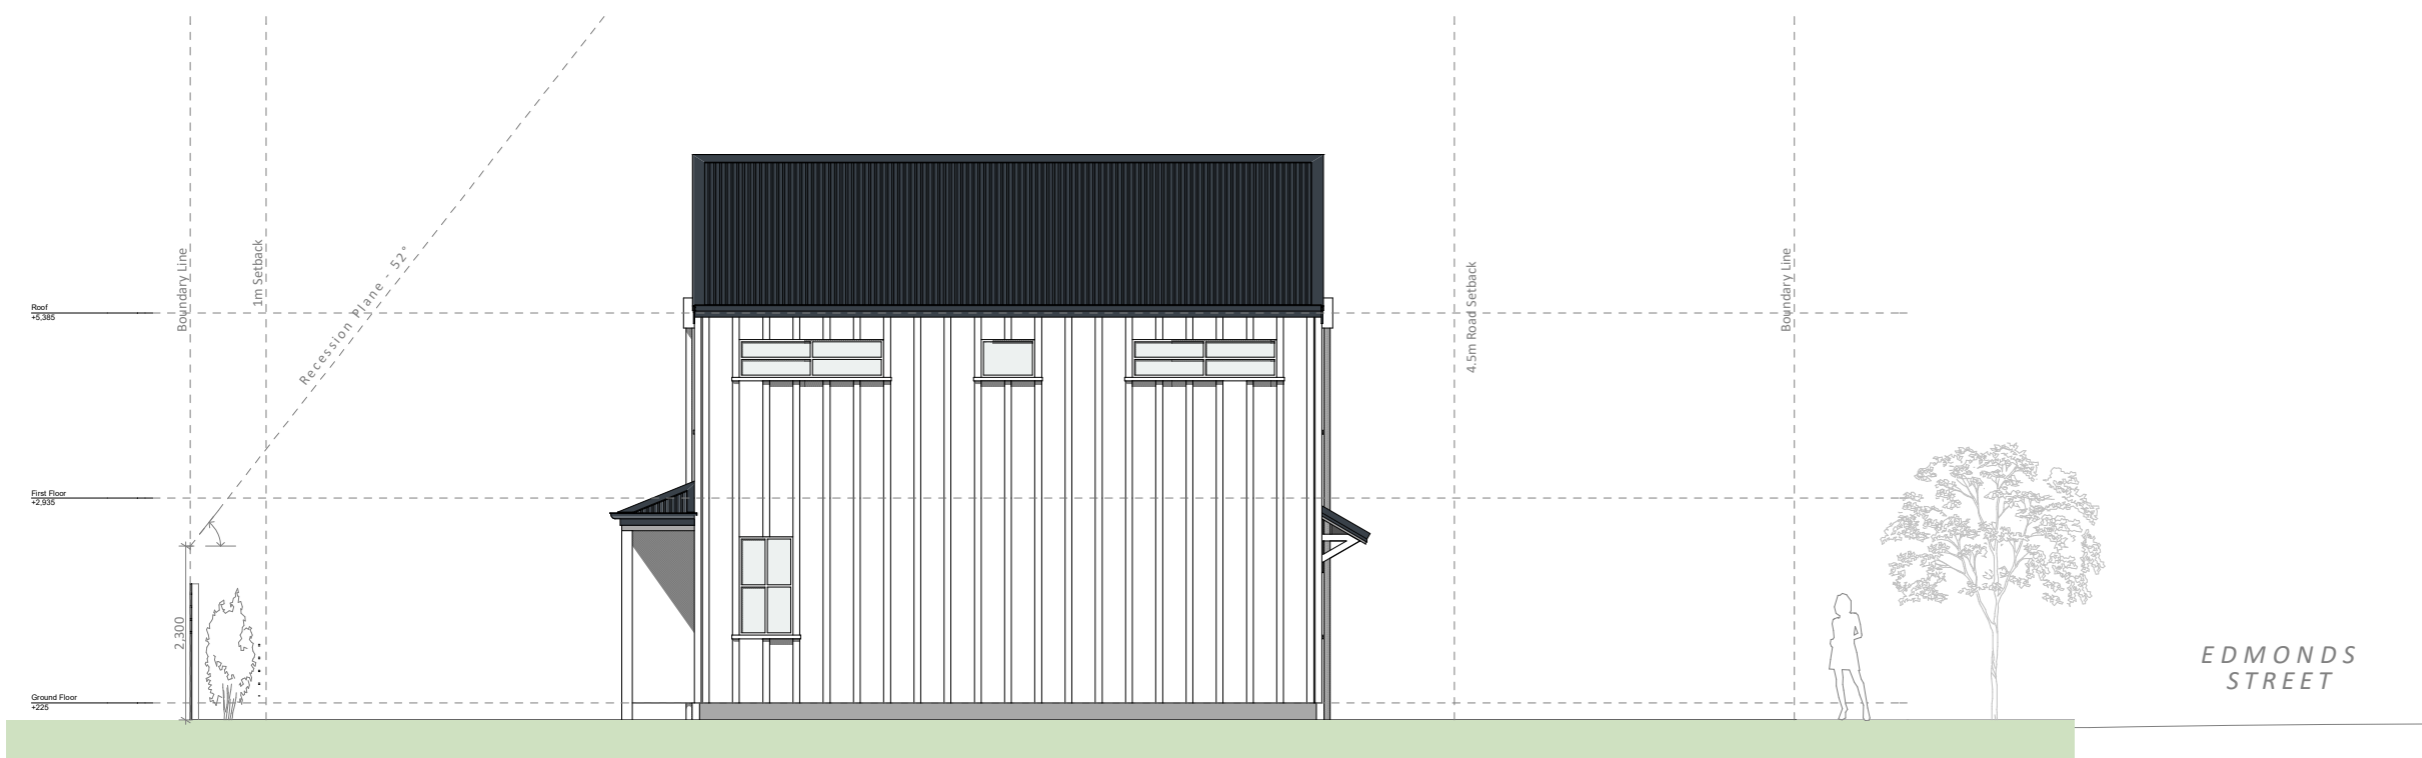 Boundary Line
1m Setback
Recession Plane - 52°
4.5m Road Setback
Boundary Line
Roof
+5,385
First Floor
+2,935
2,300
Ground Floor
+225
EDMONDS
STREET